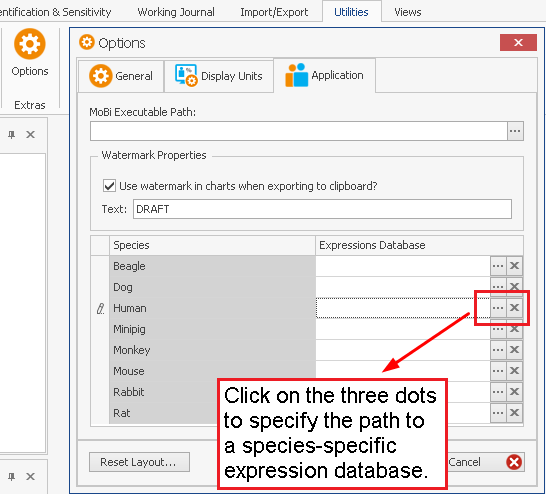 entification & Sensitivity Working Journal Import/Export Utilities Views
Options
Extras
Options
General Display Units Application
MoBi Executable Path:
Watermark Properties
Use watermark in charts when exporting to clipboard?
Text: DRAFT
Species Expressions Database
Beagle
Dog
Human
Minipig
Monkey
Mouse
Rabbit
Rat
Click on the three dots
to specify the path to
a species-specific
expression database.
Reset Layout... Cancel